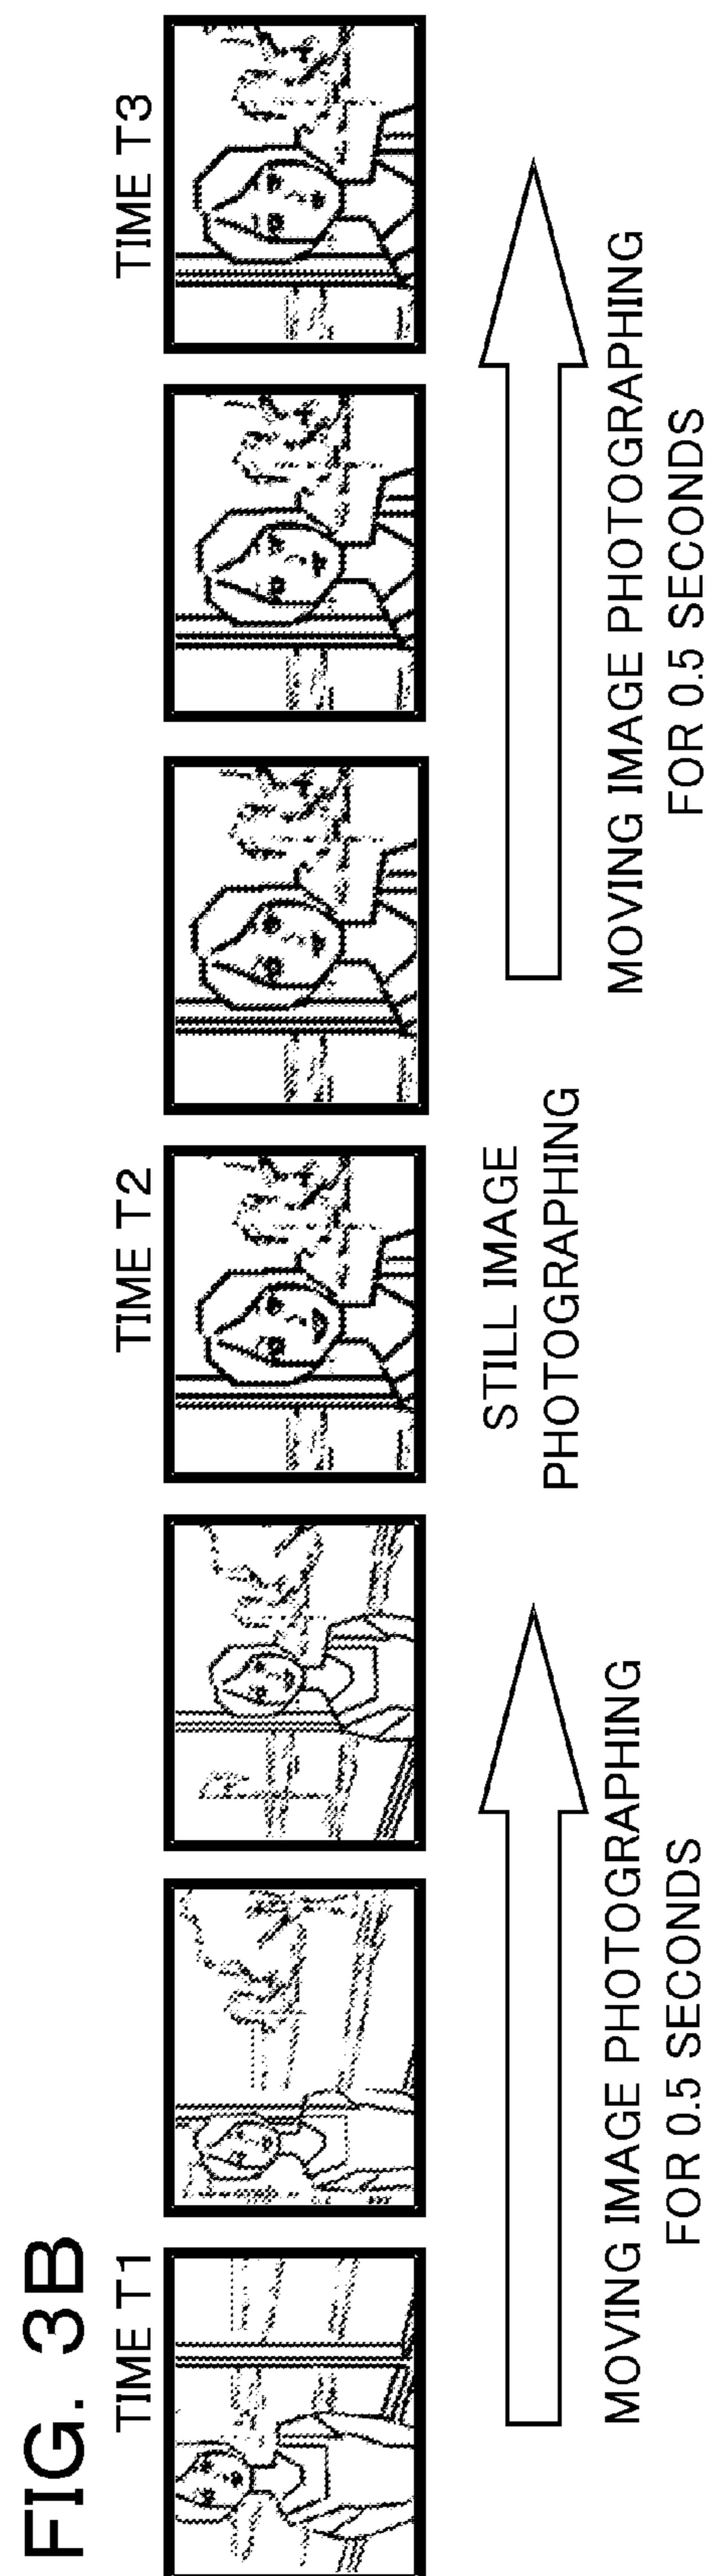 FIG. 3B
TIME T1
TIME T2
TIME T3
MOVING IMAGE PHOTOGRAPHING
FOR 0.5 SECONDS
STILL IMAGE
PHOTOGRAPHING
MOVING IMAGE PHOTOGRAPHING
FOR 0.5 SECONDS